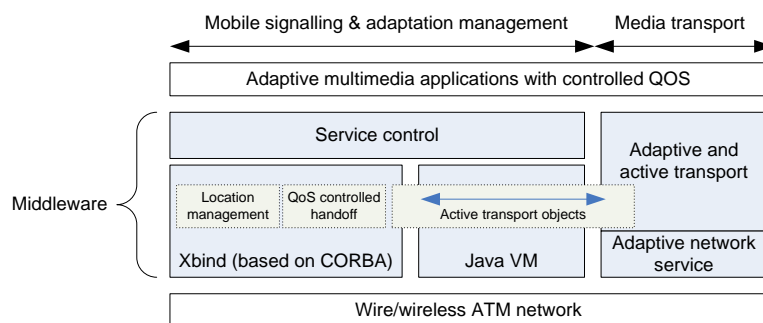 Mobile signalling & adaptation management
Media transport
Adaptive multimedia applications with controlled QOS
Middleware
Service control
Location
management
QoS controlled
handoff
Active transport objects
Xbind (based on CORBA)
Java VM
Adaptive and
active transport
Adaptive network
service
Wire/wireless ATM network